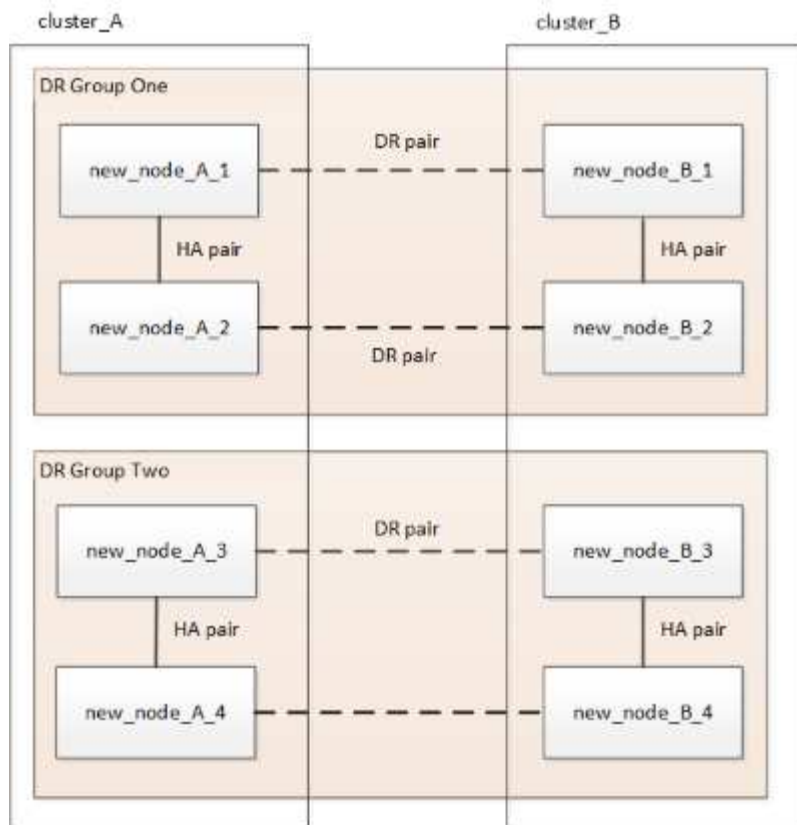 cluster_A
cluster_B
DR Group One
DR pair
new_node_A_1
new_node_B_1
HA pair
HA pair
new_node_A_2
new_node_B_2
DR pair
DR Group Two
DR pair
new_node_A_3
new_node_B_3
HA pair
HA pair
new_node_A_4
new_node_B_4